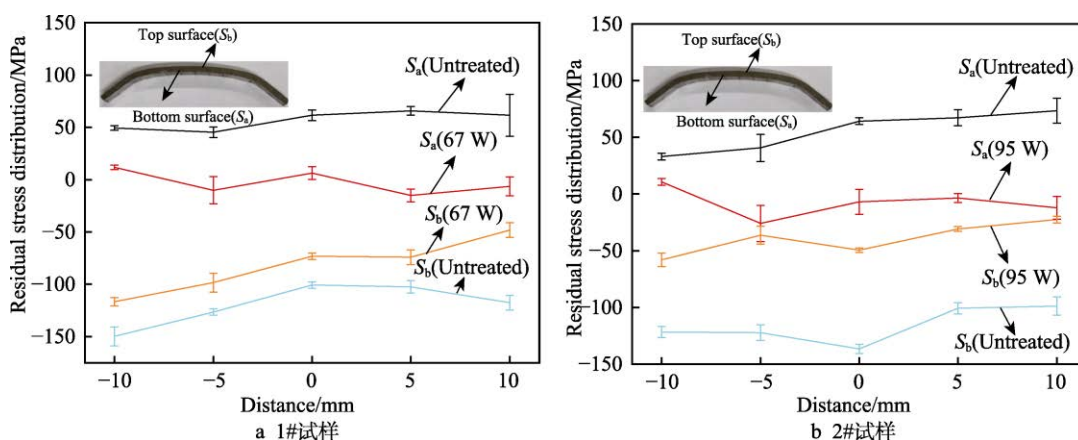 Residual stress distribution/MPa
150
100
50
0
−50
−100
−150
Top surface(Sb)
Bottom surface(Sa)
Sa(Untreated)
Sa(67 W)
Sb(67 W)
Sb(Untreated)
−10 −5 0 5 10
Distance/mm
a 1#试样
Residual stress distribution/MPa
150
100
50
0
−50
−100
−150
Top surface(Sb)
Bottom surface(Sa)
Sa(Untreated)
Sa(95 W)
Sb(95 W)
Sb(Untreated)
−10 −5 0 5 10
Distance/mm
b 2#试样